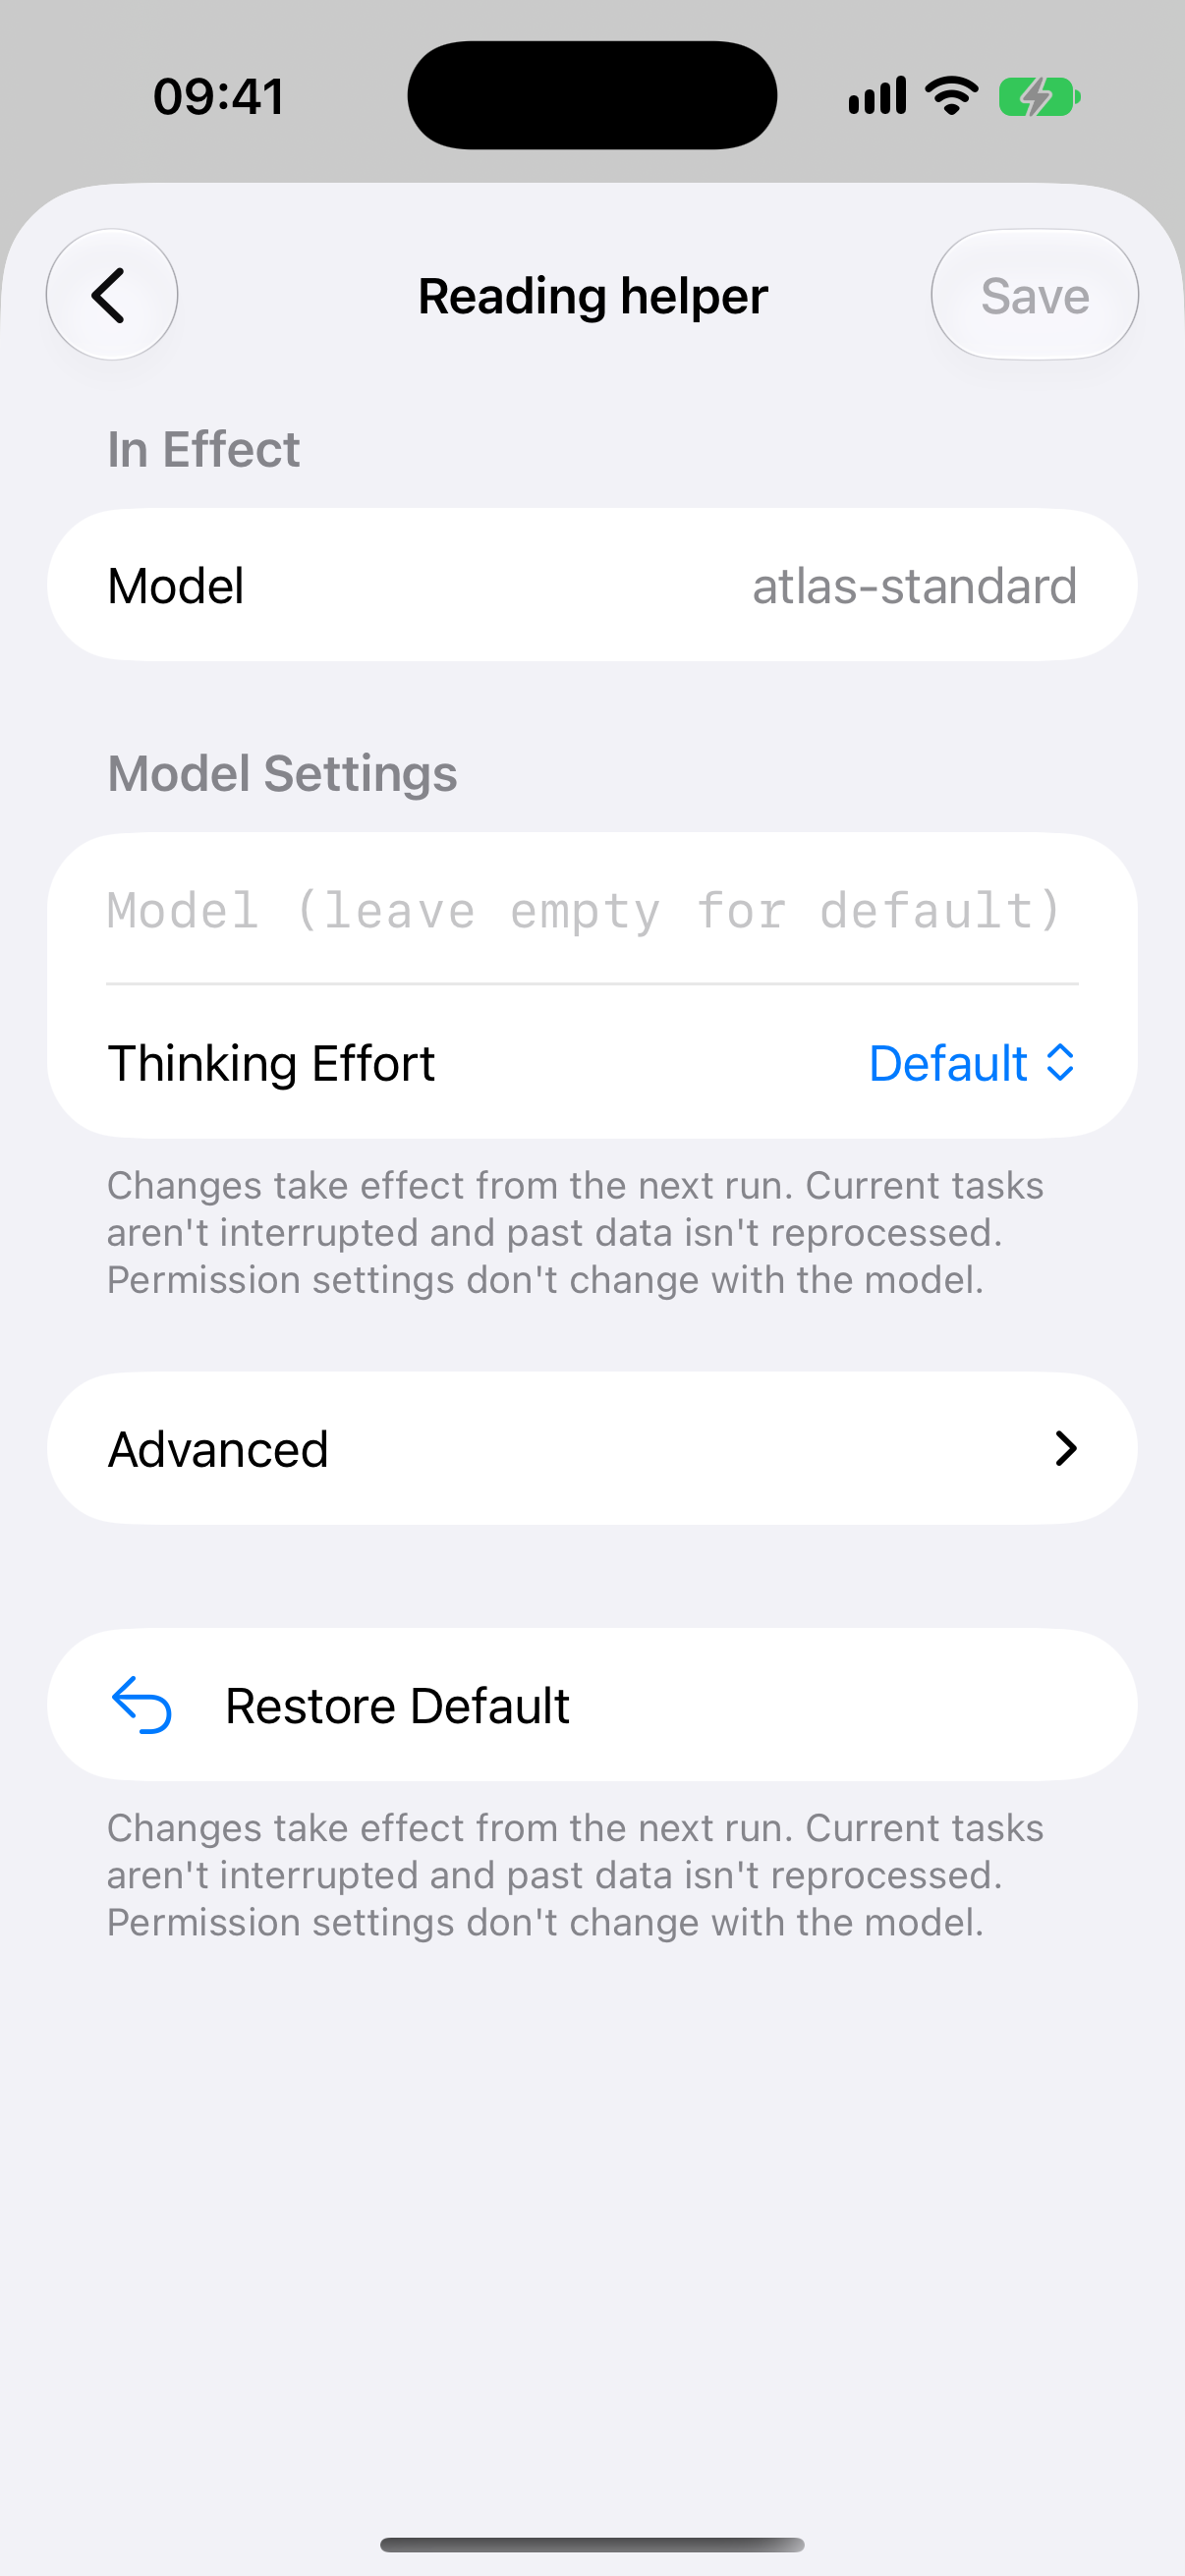 09:41
Reading helper
Save
In Effect
Model
atlas-standard
Model Settings
Model (leave empty for default)
Thinking Effort
Default
Changes take effect from the next run. Current tasks
aren't interrupted and past data isn't reprocessed.
Permission settings don't change with the model.
Advanced
Restore Default
Changes take effect from the next run. Current tasks
aren't interrupted and past data isn't reprocessed.
Permission settings don't change with the model.